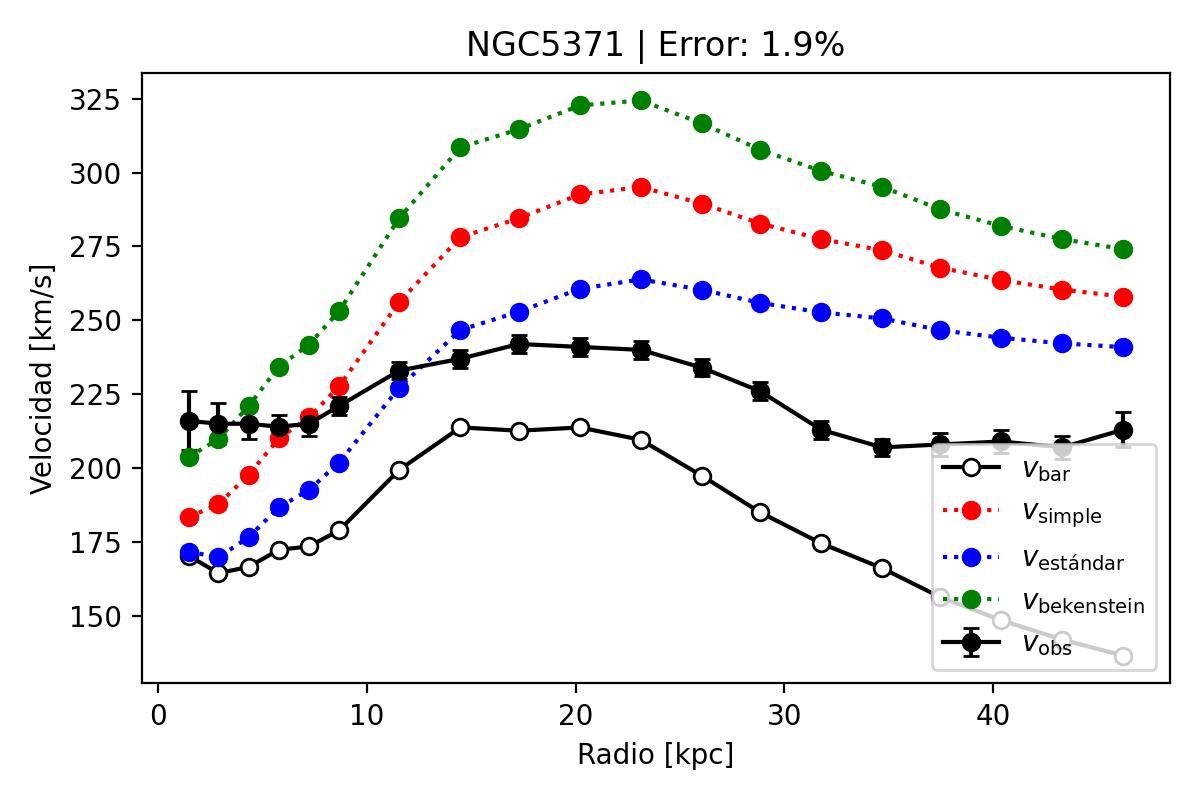 NGC5371 | Error: 1.9%
Velocidad [km/s]
325
300
275
250
225
200
175
150
0 10 20 30 40
Radio [kpc]
v_bar
v_simple
v_estándar
v_bekenstein
v_obs